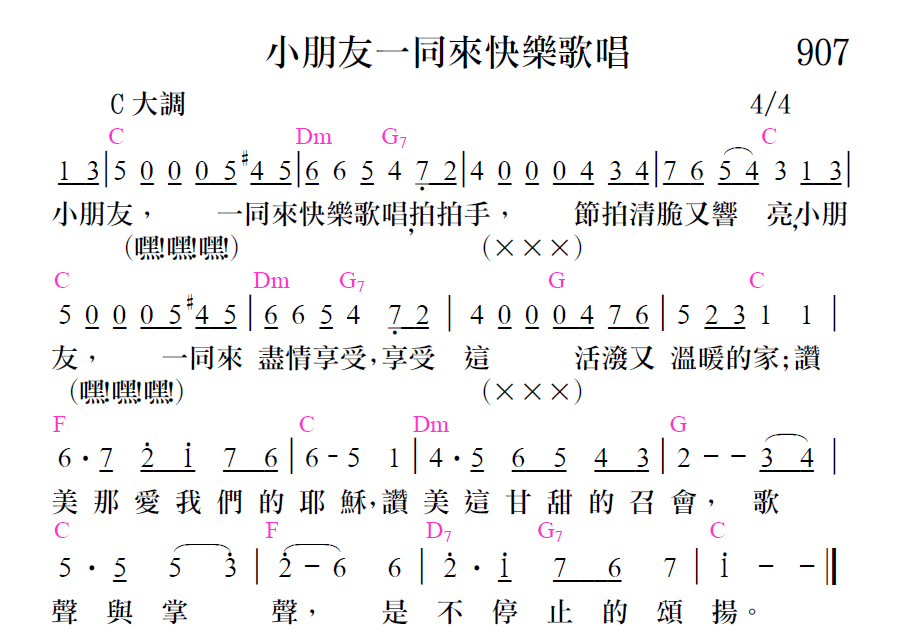 小朋友一同來快樂歌唱 907
C 大調 4/4
C Dm G7 C
1 3 | 5 0 0 0 5 #4 5 | 6 6 5 4 7̣ 2 | 4 0 0 0 4 3 4 | 7 6 5 4 3 1 3 |
小朋友， 一同來快樂歌唱,拍拍手， 節拍清脆又響 亮,小朋
（嘿!嘿!嘿!） （×××）
C Dm G7 G C
5 0 0 0 5 #4 5 | 6 6 5 4 7̣ 2 | 4 0 0 0 4 7 6 | 5 2 3 1 1 |
友， 一同來 盡情享受,享受 這 活潑又 溫暖的家；讚
（嘿!嘿!嘿!） （×××）
F C Dm G
6 · 7 2̇ 1̇ 7 6 | 6 - 5 1 | 4 · 5 6 5 4 3 | 2 - - 3 4 |
美 那 愛 我 們 的 耶 穌,讚 美 這 甘 甜 的 召 會， 歌
C F D7 G7 C
5 · 5 5 3̇ | 2̇ - 6 6 | 2̇ · 1̇ 7 6 7 | 1̇ - - ‖
聲 與 掌 聲， 是 不 停 止 的 頌 揚。